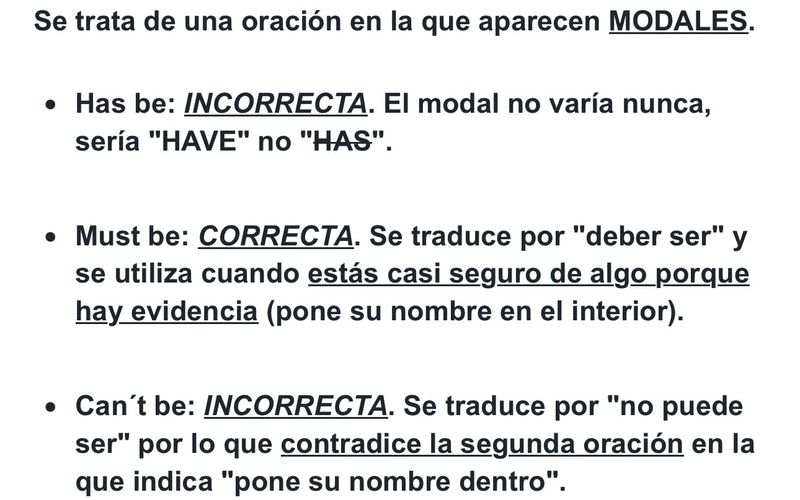 Se trata de una oración en la que aparecen MODALES.
• Has be: INCORRECTA. El modal no varía nunca,
sería "HAVE" no "HAS".
• Must be: CORRECTA. Se traduce por "deber ser" y
se utiliza cuando estás casi seguro de algo porque
hay evidencia (pone su nombre en el interior).
• Can´t be: INCORRECTA. Se traduce por "no puede
ser" por lo que contradice la segunda oración en la
que indica "pone su nombre dentro".